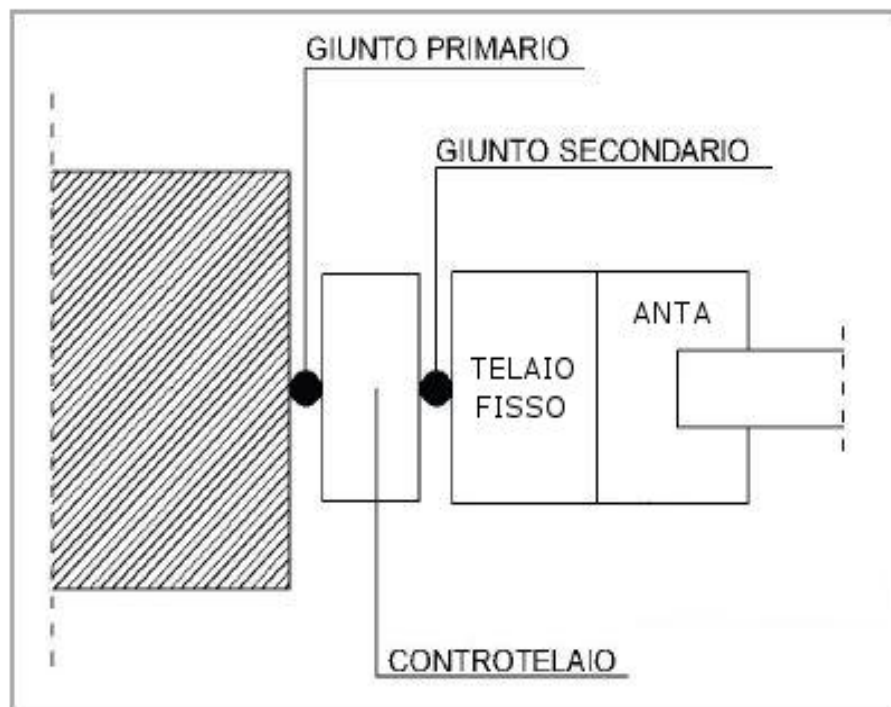 GIUNTO PRIMARIO
GIUNTO SECONDARIO
ANTA
TELAIO
FISSO
CONTROTELAIO